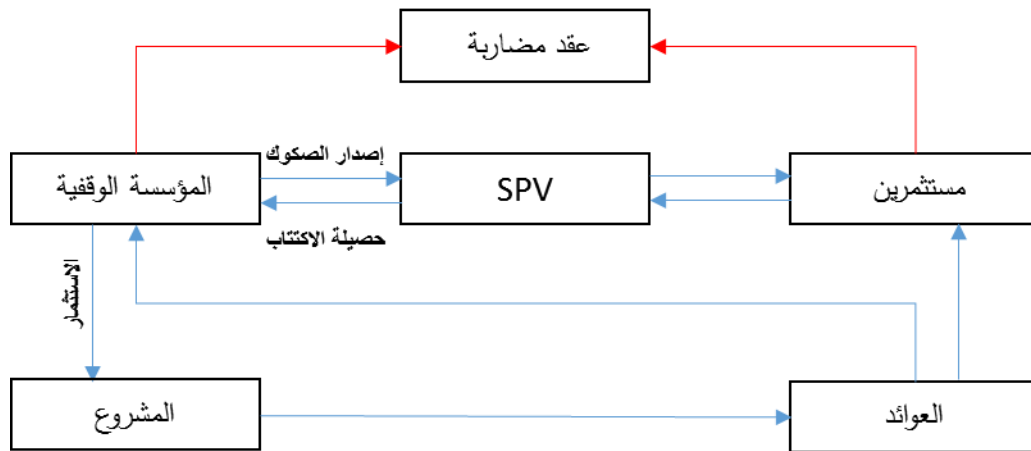 عقد مضاربة
إصدار الصكوك
المؤسسة الوقفية
SPV
مستثمرين
حصيلة الاكتتاب
الاستثمار
المشروع
العوائد